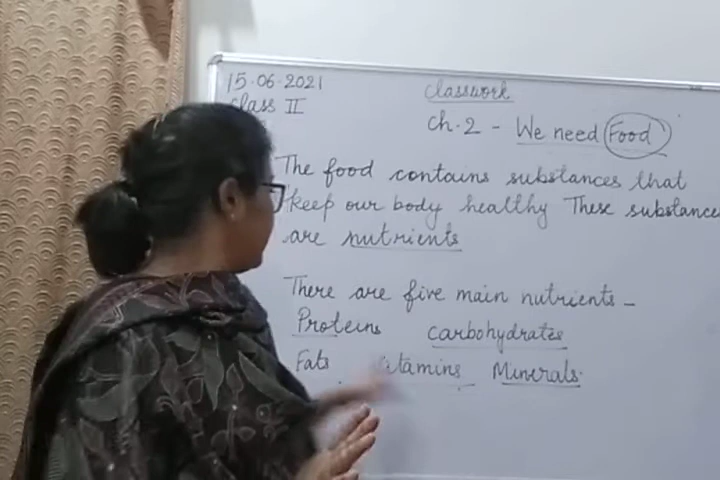 15.06.2021 Classwork
Class II
Ch.2 - We need Food
The food contains substances that
keep our body healthy These substances
are nutrients
There are five main nutrients -
Proteins Carbohydrates
Fats Vitamins Minerals.